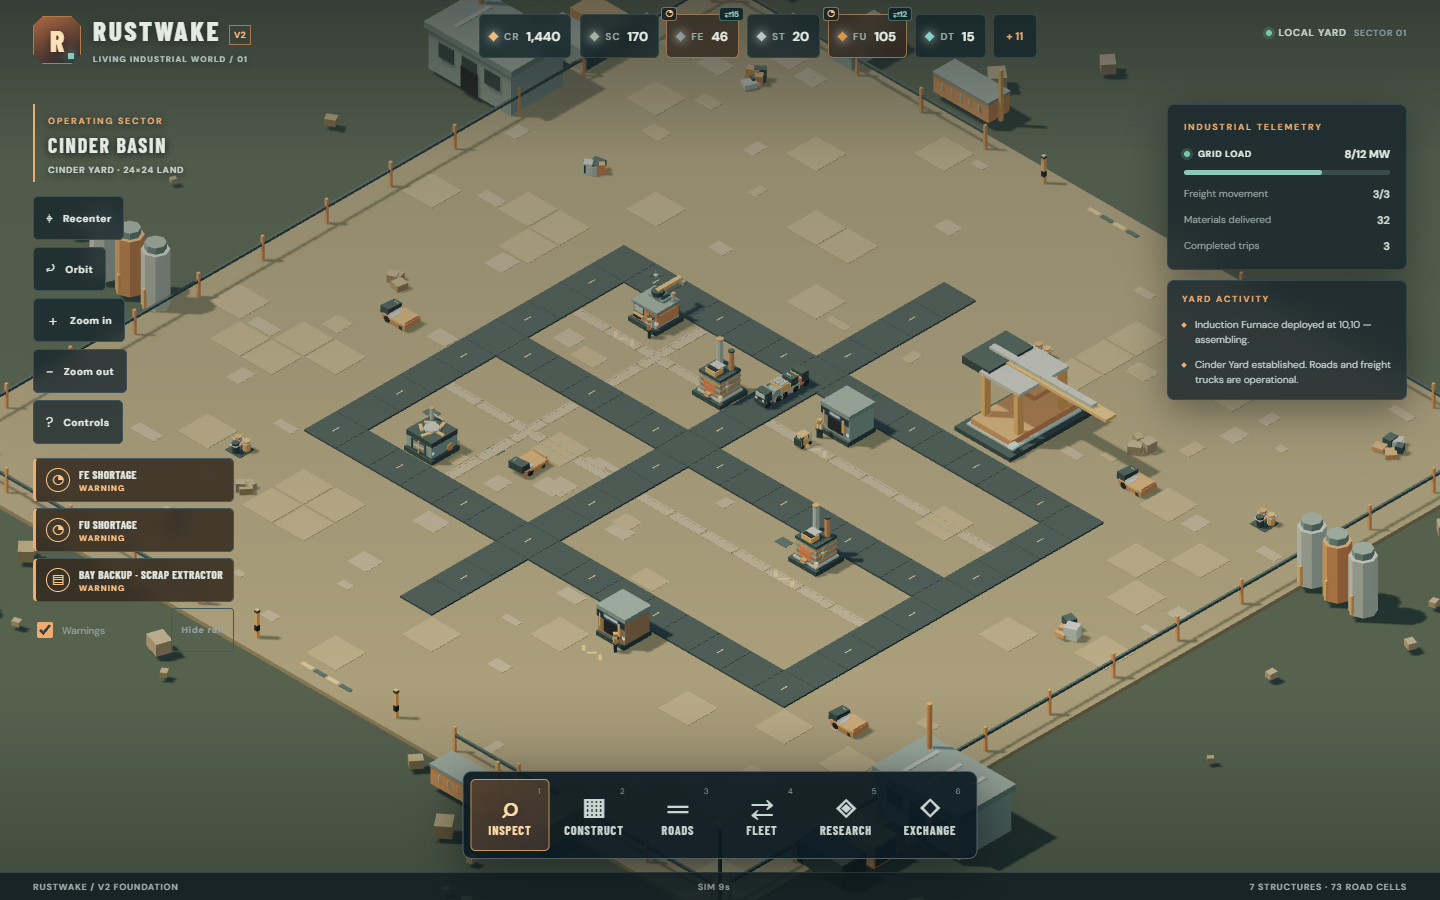 R RUSTWAKE V2
LIVING INDUSTRIAL WORLD / 01
CR 1,440
SC 170
FE 46
⇄15
ST 20
FU 105
⇄12
DT 15
+ 11
LOCAL YARD SECTOR 01
OPERATING SECTOR
CINDER BASIN
CINDER YARD · 24×24 LAND
Recenter
Orbit
+ Zoom in
− Zoom out
? Controls
FE SHORTAGE
WARNING
FU SHORTAGE
WARNING
BAY BACKUP · SCRAP EXTRACTOR
WARNING
Warnings
Hide rail
INDUSTRIAL TELEMETRY
GRID LOAD 8/12 MW
Freight movement 3/3
Materials delivered 32
Completed trips 3
YARD ACTIVITY
Induction Furnace deployed at 10,10 —
assembling.
Cinder Yard established. Roads and freight
trucks are operational.
1 INSPECT
2 CONSTRUCT
3 ROADS
4 FLEET
5 RESEARCH
6 EXCHANGE
RUSTWAKE / V2 FOUNDATION
SIM 9s
7 STRUCTURES · 73 ROAD CELLS